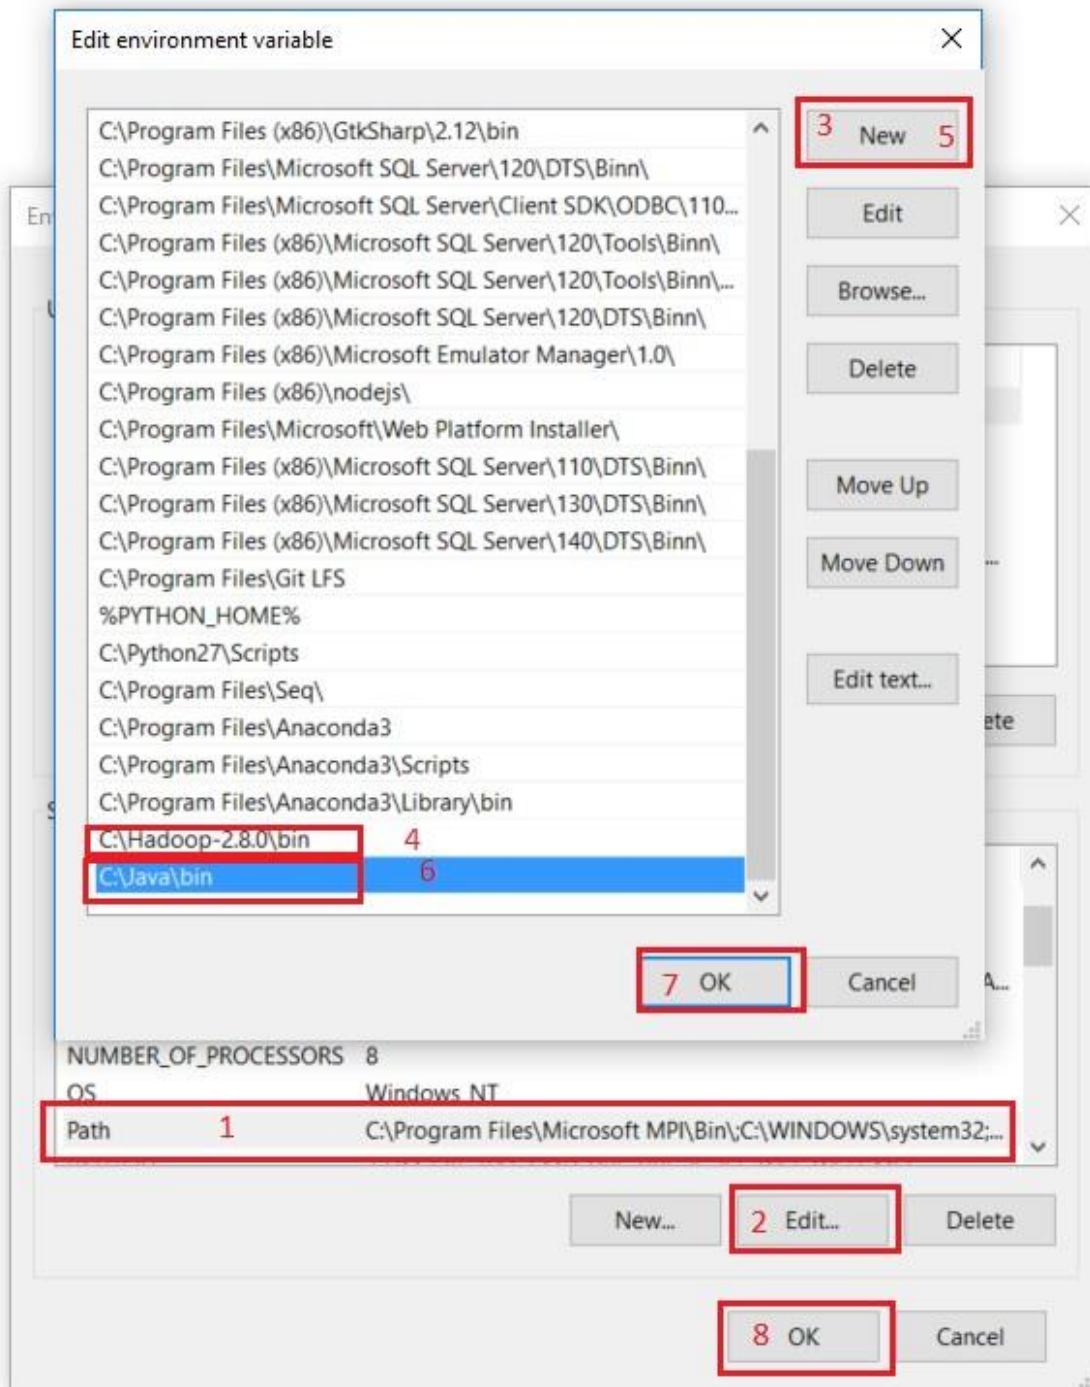 Edit environment variable
C:\Program Files (x86)\GtkSharp\2.12\bin
C:\Program Files\Microsoft SQL Server\120\DTS\Binn\
C:\Program Files\Microsoft SQL Server\Client SDK\ODBC\110...
C:\Program Files (x86)\Microsoft SQL Server\120\Tools\Binn\
C:\Program Files (x86)\Microsoft SQL Server\120\Tools\Binn\...
C:\Program Files (x86)\Microsoft SQL Server\120\DTS\Binn\
C:\Program Files (x86)\Microsoft Emulator Manager\1.0\
C:\Program Files (x86)\nodejs\
C:\Program Files\Microsoft\Web Platform Installer\
C:\Program Files (x86)\Microsoft SQL Server\110\DTS\Binn\
C:\Program Files (x86)\Microsoft SQL Server\130\DTS\Binn\
C:\Program Files (x86)\Microsoft SQL Server\140\DTS\Binn\
C:\Program Files\Git LFS
%PYTHON_HOME%
C:\Python27\Scripts
C:\Program Files\Seq\
C:\Program Files\Anaconda3
C:\Program Files\Anaconda3\Scripts
C:\Program Files\Anaconda3\Library\bin
C:\Hadoop-2.8.0\bin 4
C:\Java\bin 6
3 New 5
Edit
Browse...
Delete
Move Up
Move Down
Edit text...
7 OK
Cancel
En
...
ete
A...
NUMBER_OF_PROCESSORS 8
OS Windows_NT
Path 1 C:\Program Files\Microsoft MPI\Bin\;C:\WINDOWS\system32;...
New...
2 Edit...
Delete
8 OK
Cancel